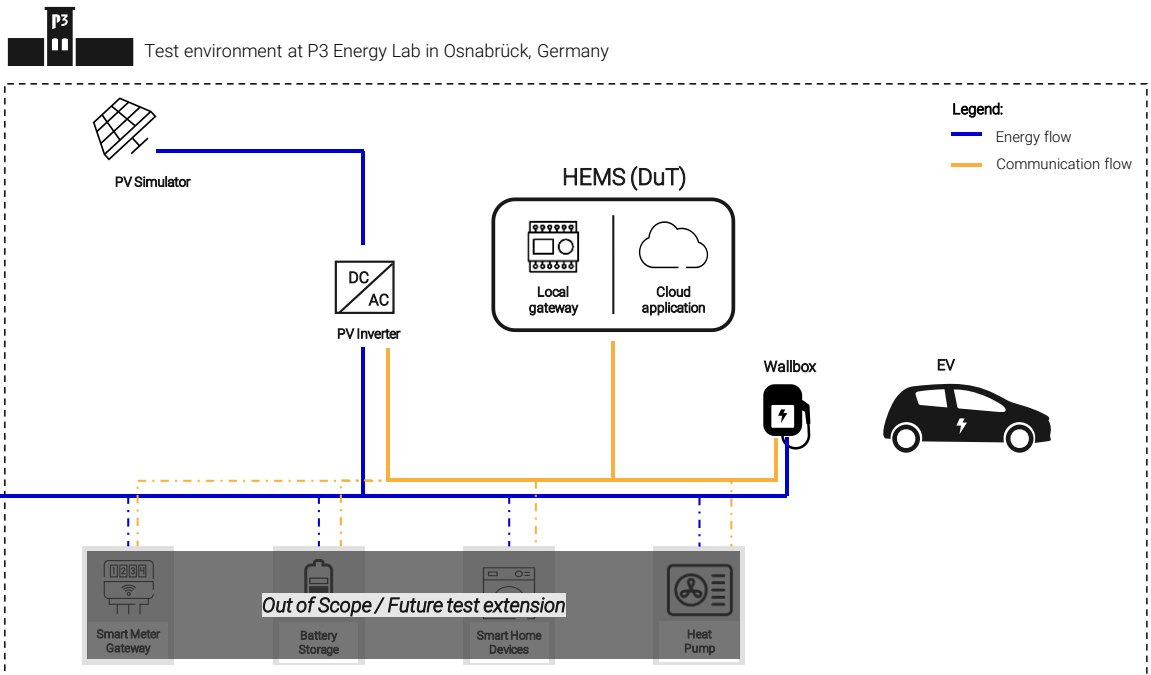 P3
Test environment at P3 Energy Lab in Osnabrück, Germany
Legend:
Energy flow
Communication flow
PV Simulator
HEMS (DuT)
Local
gateway
Cloud
application
DC
AC
PV Inverter
Wallbox
EV
1234
Out of Scope / Future test extension
Smart Meter
Gateway
Battery
Storage
Smart Home
Devices
Heat
Pump